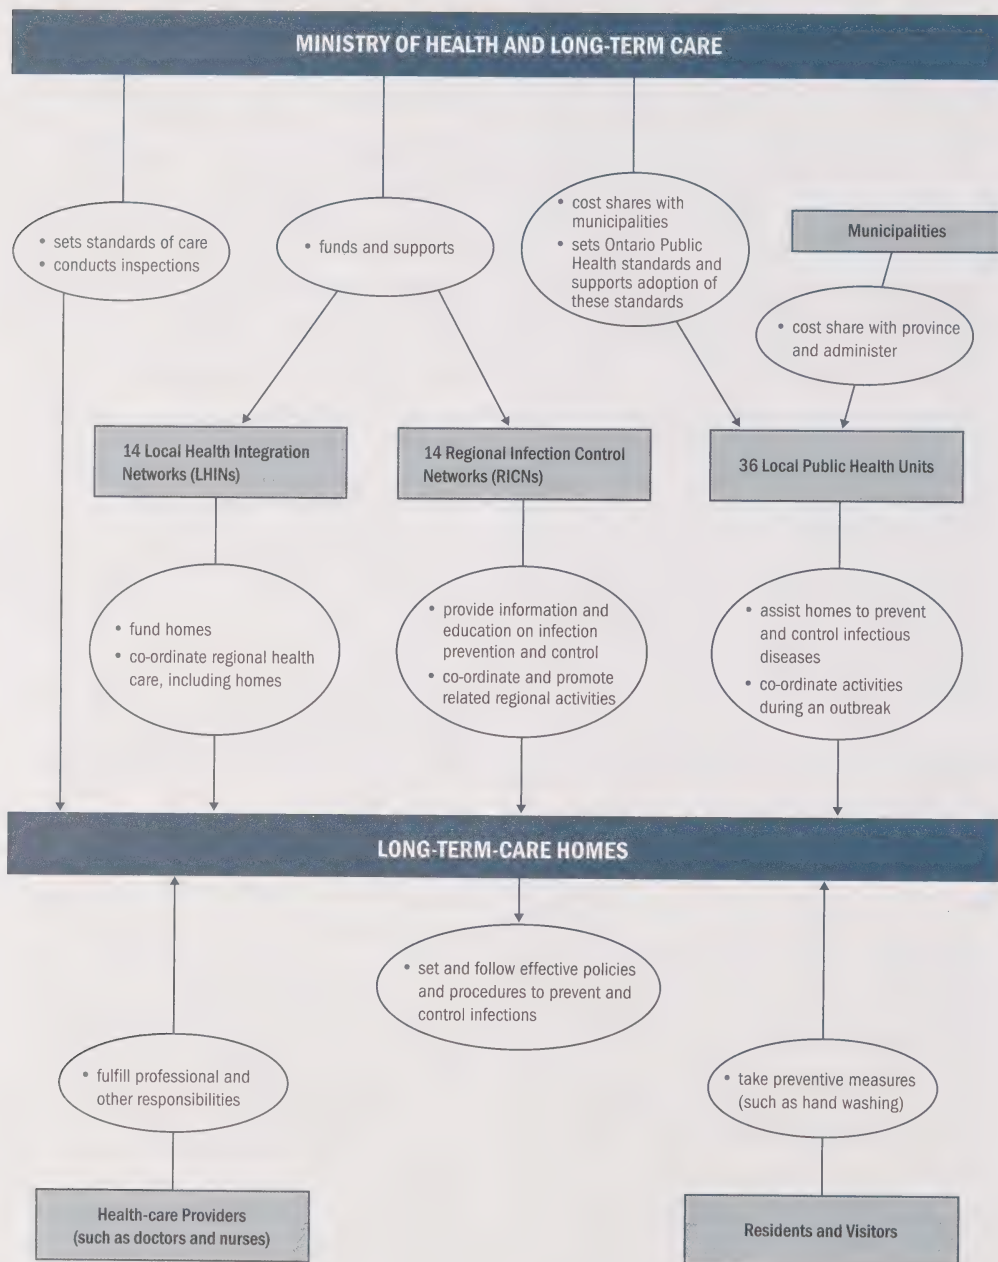 MINISTRY OF HEALTH AND LONG-TERM CARE
• sets standards of care
• conducts inspections
• funds and supports
• cost shares with
municipalities
• sets Ontario Public
Health standards and
supports adoption of
these standards
Municipalities
• cost share with province
and administer
14 Local Health Integration
Networks (LHINs)
14 Regional Infection Control
Networks (RICNs)
36 Local Public Health Units
• fund homes
• co-ordinate regional health
care, including homes
• provide information and
education on infection
prevention and control
• co-ordinate and promote
related regional activities
• assist homes to prevent
and control infectious
diseases
• co-ordinate activities
during an outbreak
LONG-TERM-CARE HOMES
• set and follow effective policies
and procedures to prevent and
control infections
• fulfill professional and
other responsibilities
• take preventive measures
(such as hand washing)
Health-care Providers
(such as doctors and nurses)
Residents and Visitors